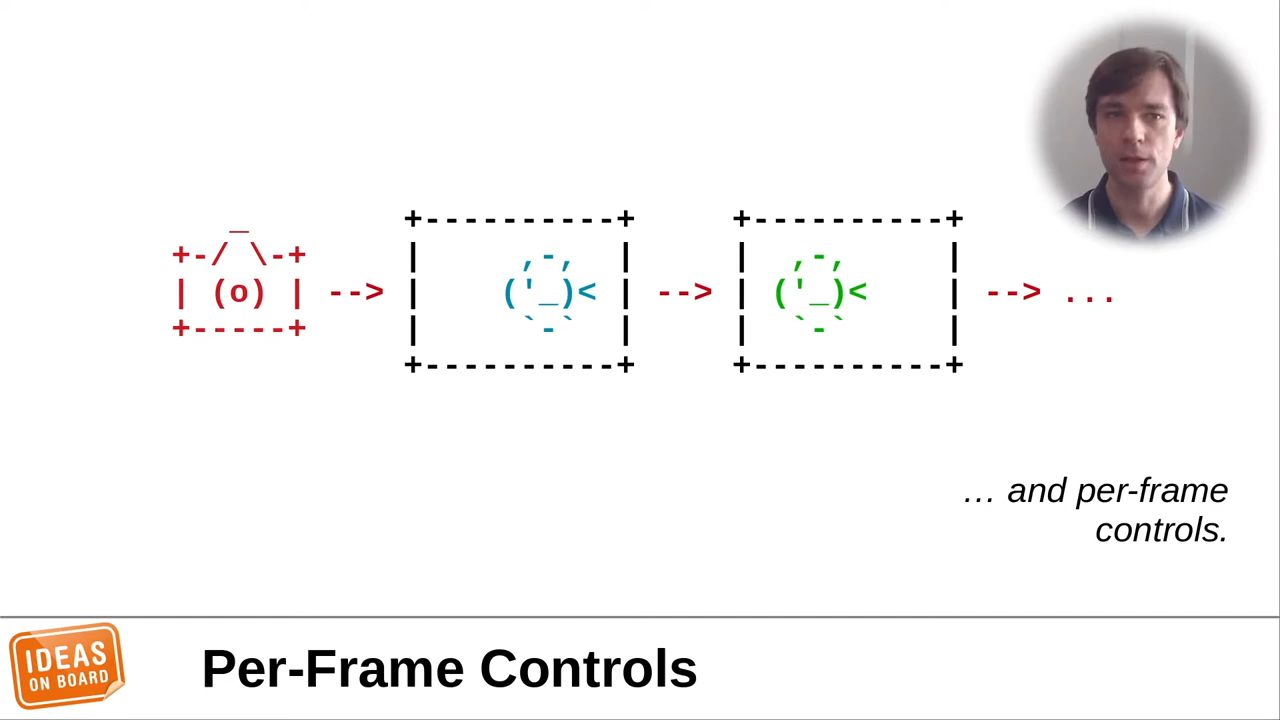 _
                    +-/ \-+
                    | (o) | --> 
                    +-----+
+----------+
|      ,-, |
|     ('_)< | -->
|      `-` |
+----------+
+----------+
|  ,-,     |
| ('_)<    | --> ...
|  `-`     |
+----------+
… and per-frame
controls.
IDEAS
ON BOARD
Per-Frame Controls